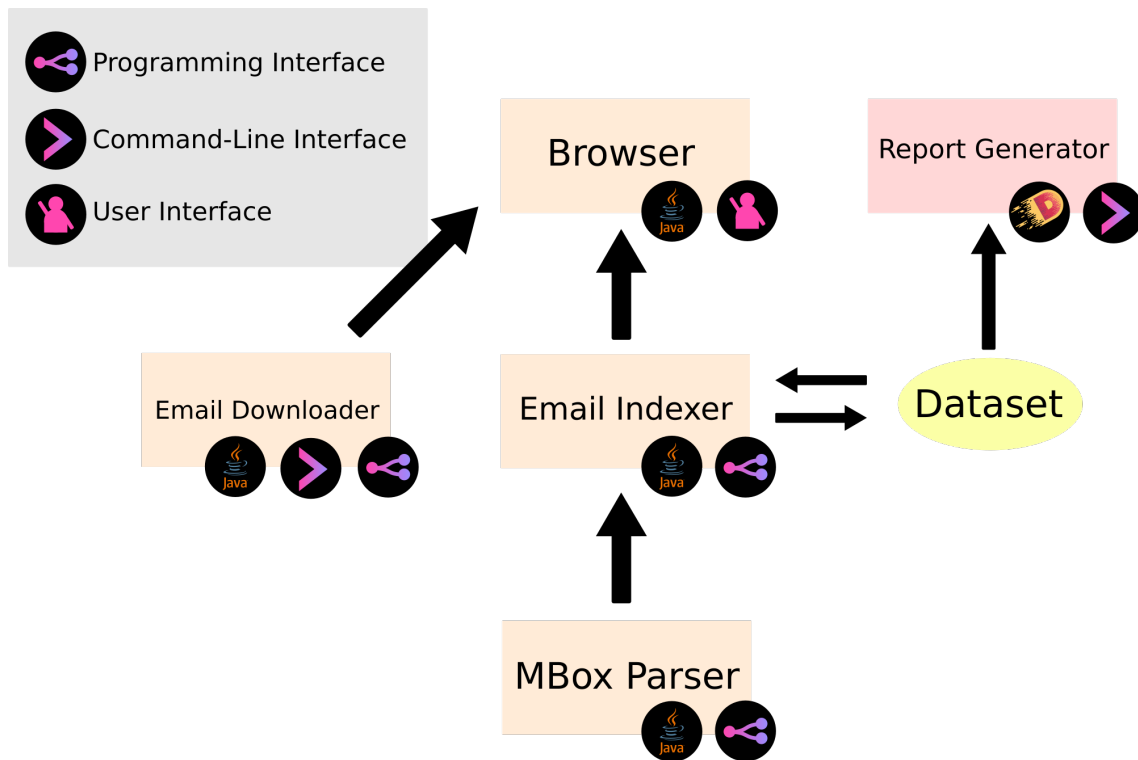 Programming Interface
Command-Line Interface
User Interface
Browser
Java
Report Generator
D
Email Downloader
Java
Email Indexer
Java
Dataset
MBox Parser
Java